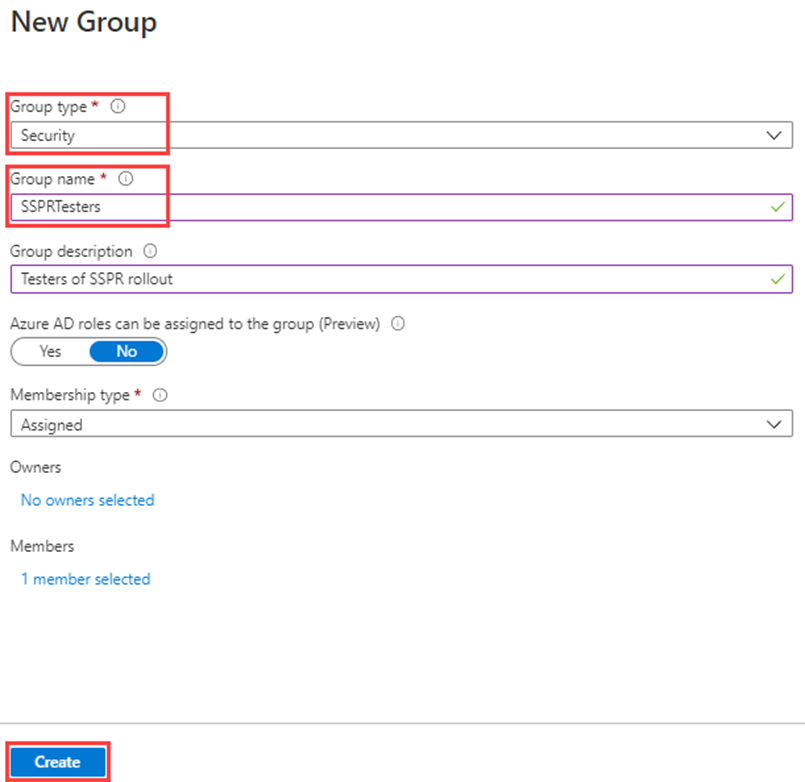 New Group
Group type *
Security
Group name *
SSPRTesters
Group description
Testers of SSPR rollout
Azure AD roles can be assigned to the group (Preview)
Yes No
Membership type *
Assigned
Owners
No owners selected
Members
1 member selected
Create